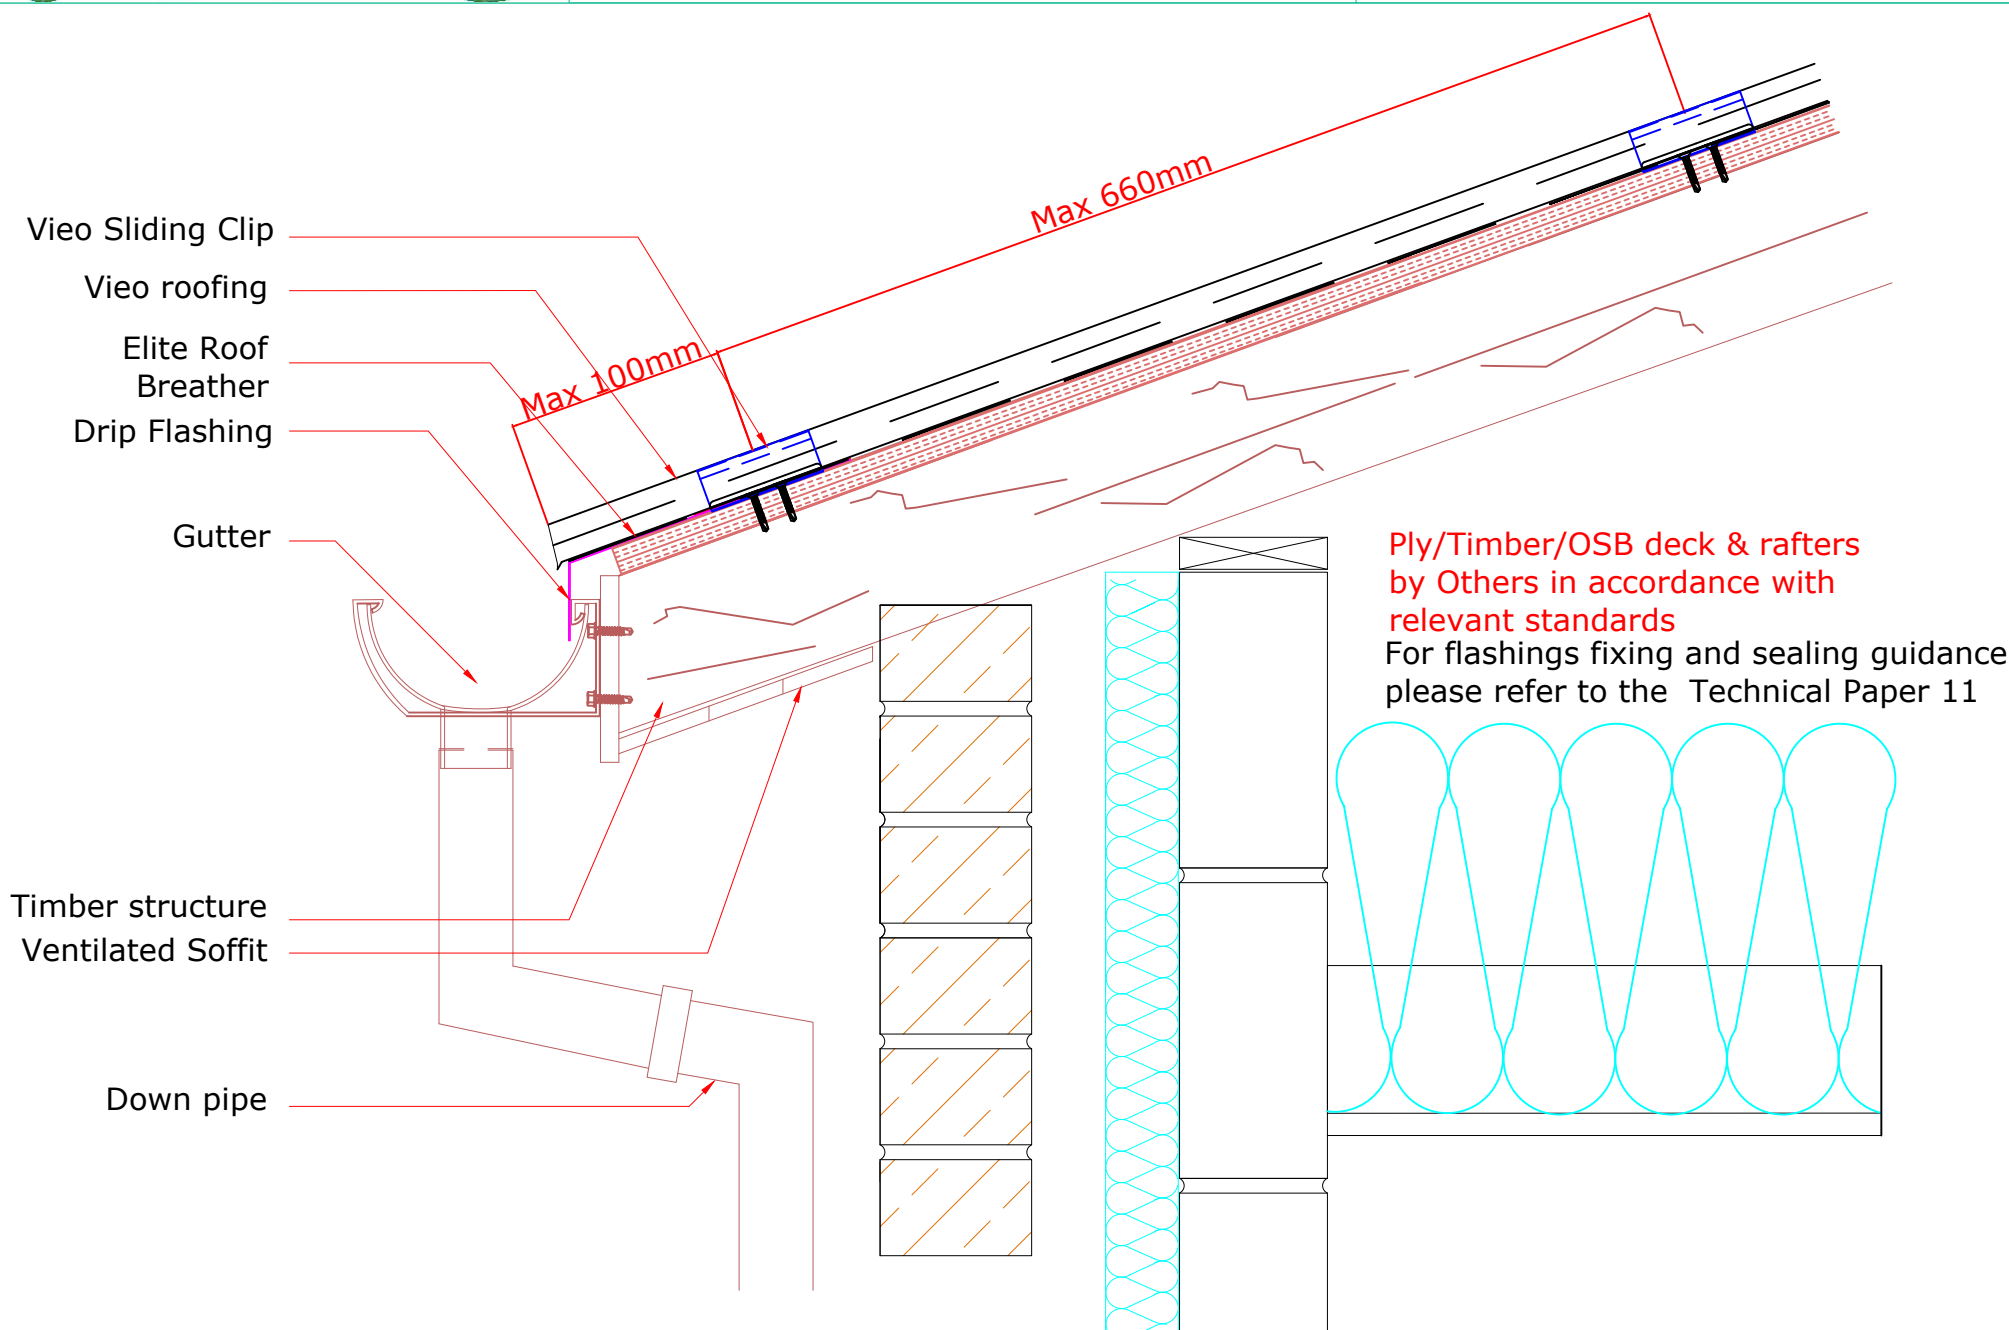 Max 660mm
Vieo Sliding Clip
Vieo roofing
Elite Roof
Breather
Max 100mm
Drip Flashing
Gutter
Ply/Timber/OSB deck & rafters
by Others in accordance with
relevant standards
For flashings fixing and sealing guidance
please refer to the Technical Paper 11
Timber structure
Ventilated Soffit
Down pipe